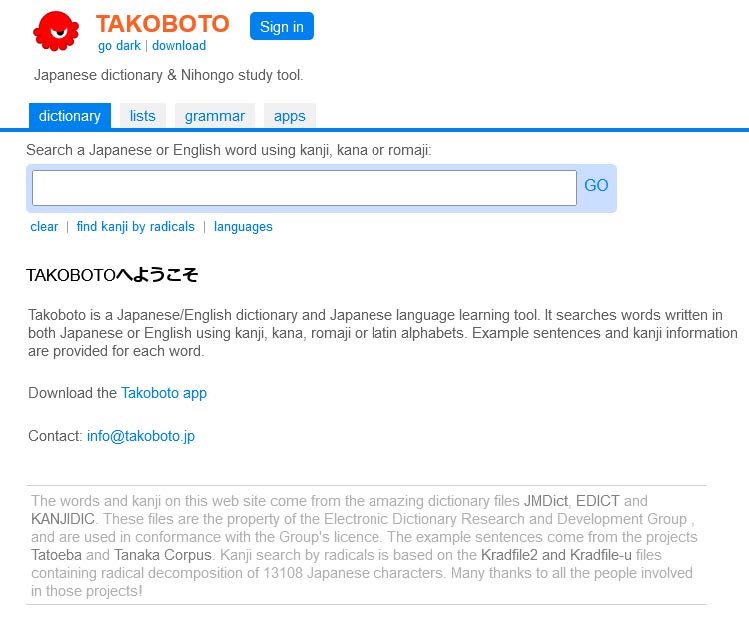 TAKOBOTO
Sign in
go dark | download
Japanese dictionary & Nihongo study tool.
dictionary lists grammar apps
Search a Japanese or English word using kanji, kana or romaji:
GO
clear | find kanji by radicals | languages
TAKOBOTOへようこそ
Takoboto is a Japanese/English dictionary and Japanese language learning tool. It searches words written in
both Japanese or English using kanji, kana, romaji or latin alphabets. Example sentences and kanji information
are provided for each word.
Download the Takoboto app
Contact: info@takoboto.jp
The words and kanji on this web site come from the amazing dictionary files JMDict, EDICT and
KANJIDIC. These files are the property of the Electronic Dictionary Research and Development Group ,
and are used in conformance with the Group's licence. The example sentences come from the projects
Tatoeba and Tanaka Corpus. Kanji search by radicals is based on the Kradfile2 and Kradfile-u files
containing radical decomposition of 13108 Japanese characters. Many thanks to all the people involved
in those projects!